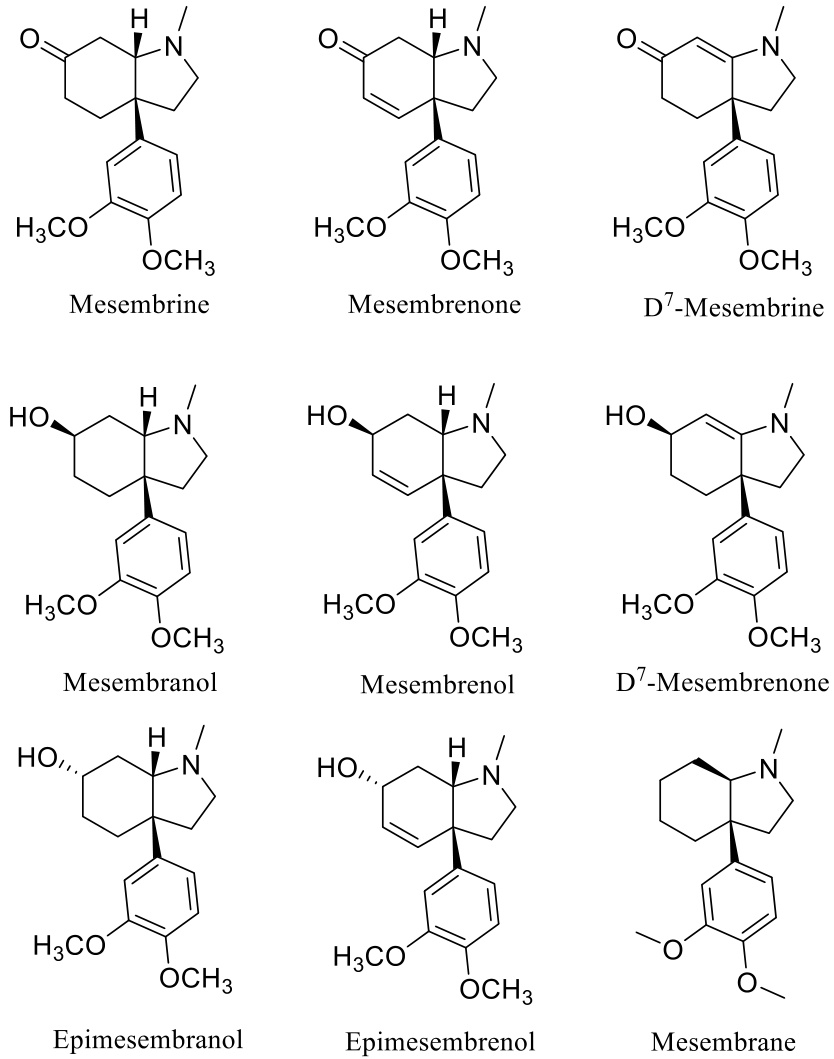 O H N O H N O N
H₃CO H₃CO H₃CO
OCH₃ OCH₃ OCH₃
Mesembrine Mesembrenone D⁷-Mesembrine
HO H N HO H N HO N
H₃CO H₃CO H₃CO
OCH₃ OCH₃ OCH₃
Mesembranol Mesembrenol D⁷-Mesembrenone
HO H N HO H N N
H₃CO H₃CO O
OCH₃ OCH₃ O
Epimesembranol Epimesembrenol Mesembrane